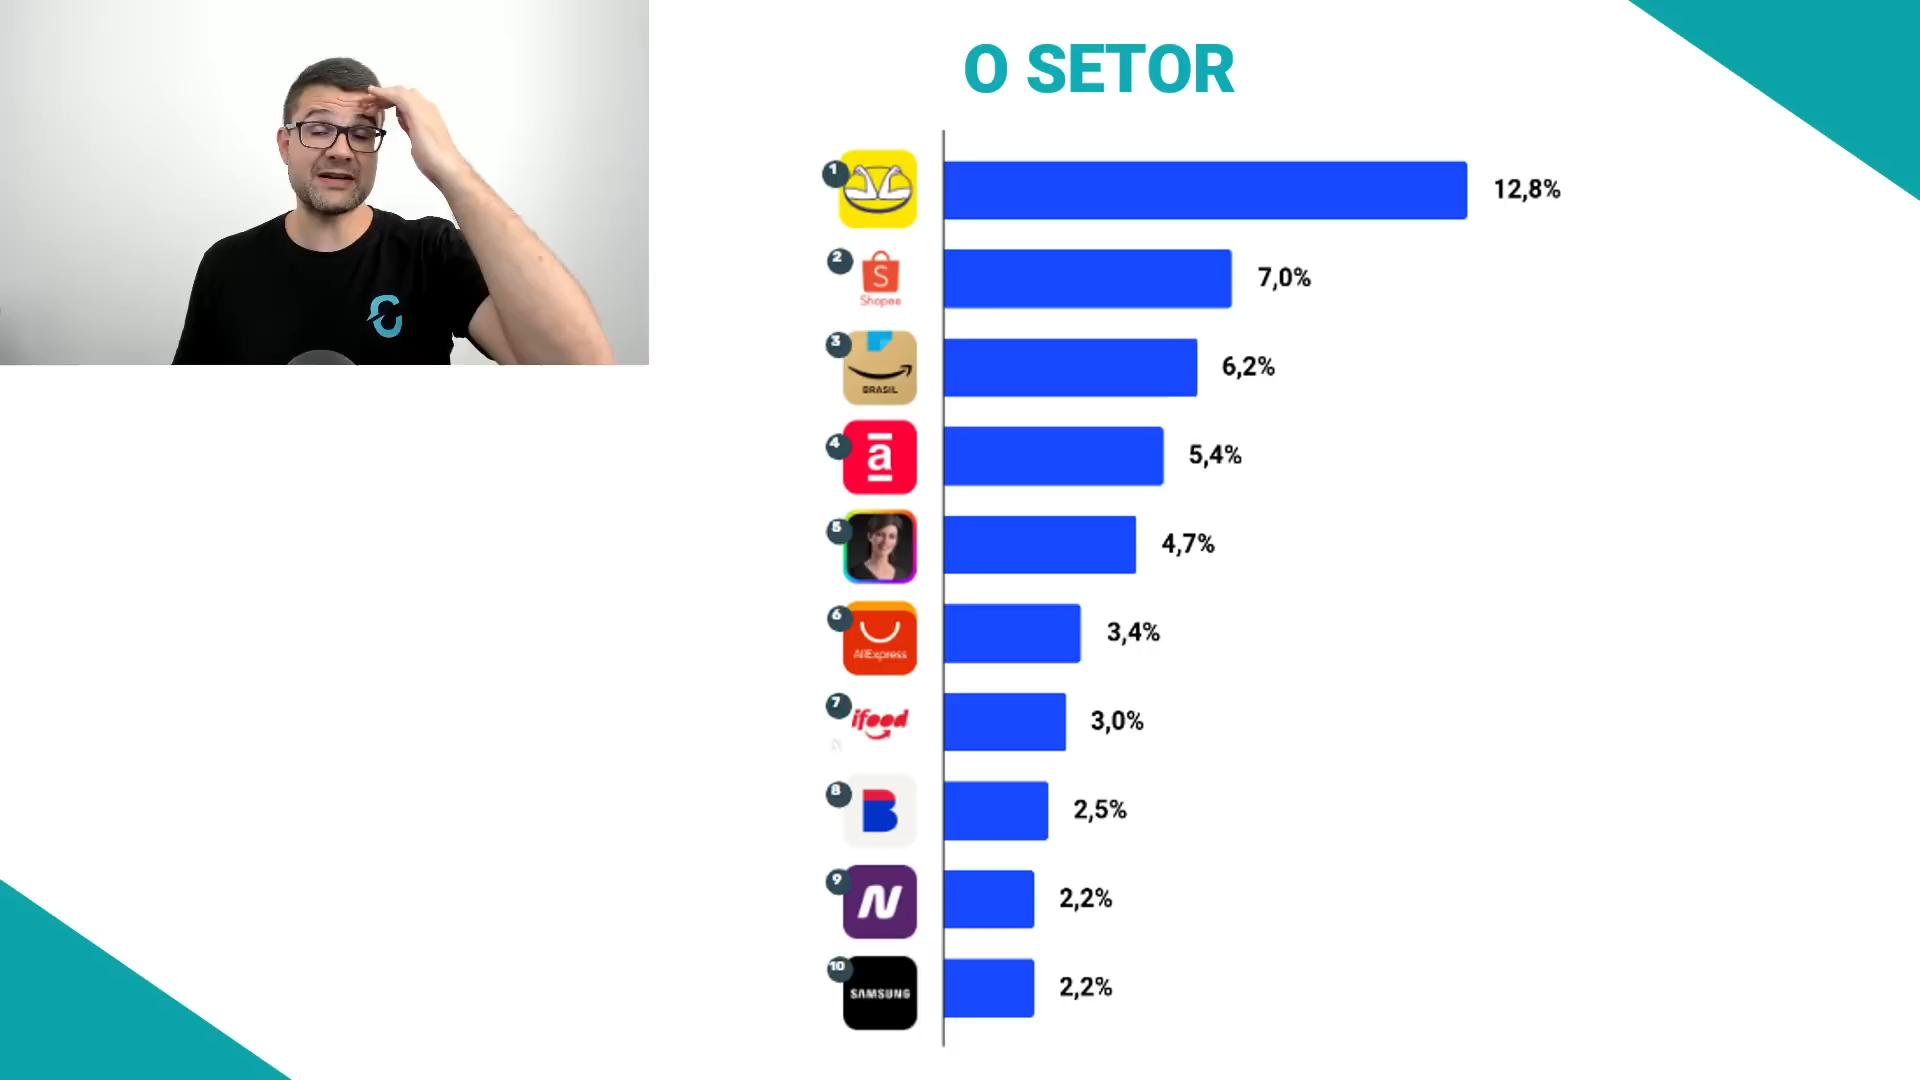 O SETOR
1
12,8%
2
S
Shopee
7,0%
3
BRASIL
6,2%
4
a
5,4%
5
4,7%
6
AliExpress
3,4%
7
ifood
3,0%
8
B
2,5%
9
N
2,2%
10
SAMSUNG
2,2%